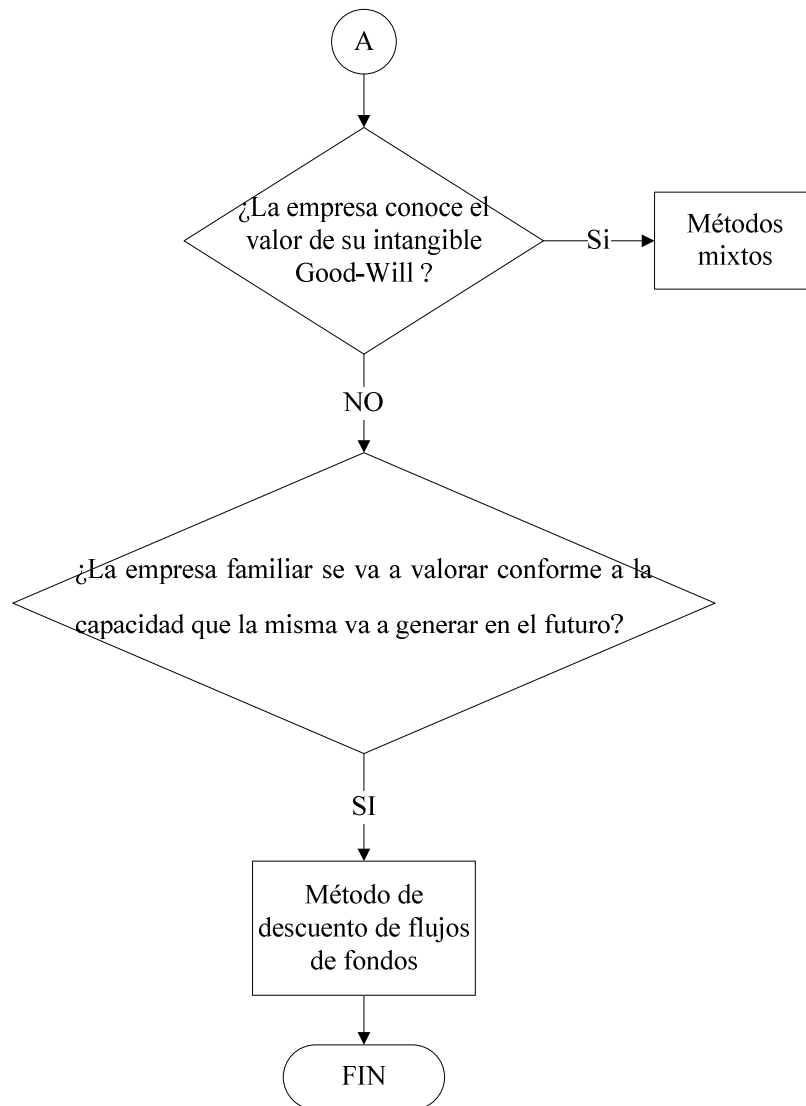 A
¿La empresa conoce el
valor de su intangible
Good-Will ?
Si
Métodos
mixtos
NO
¿La empresa familiar se va a valorar conforme a la
capacidad que la misma va a generar en el futuro?
SI
Método de
descuento de flujos
de fondos
FIN